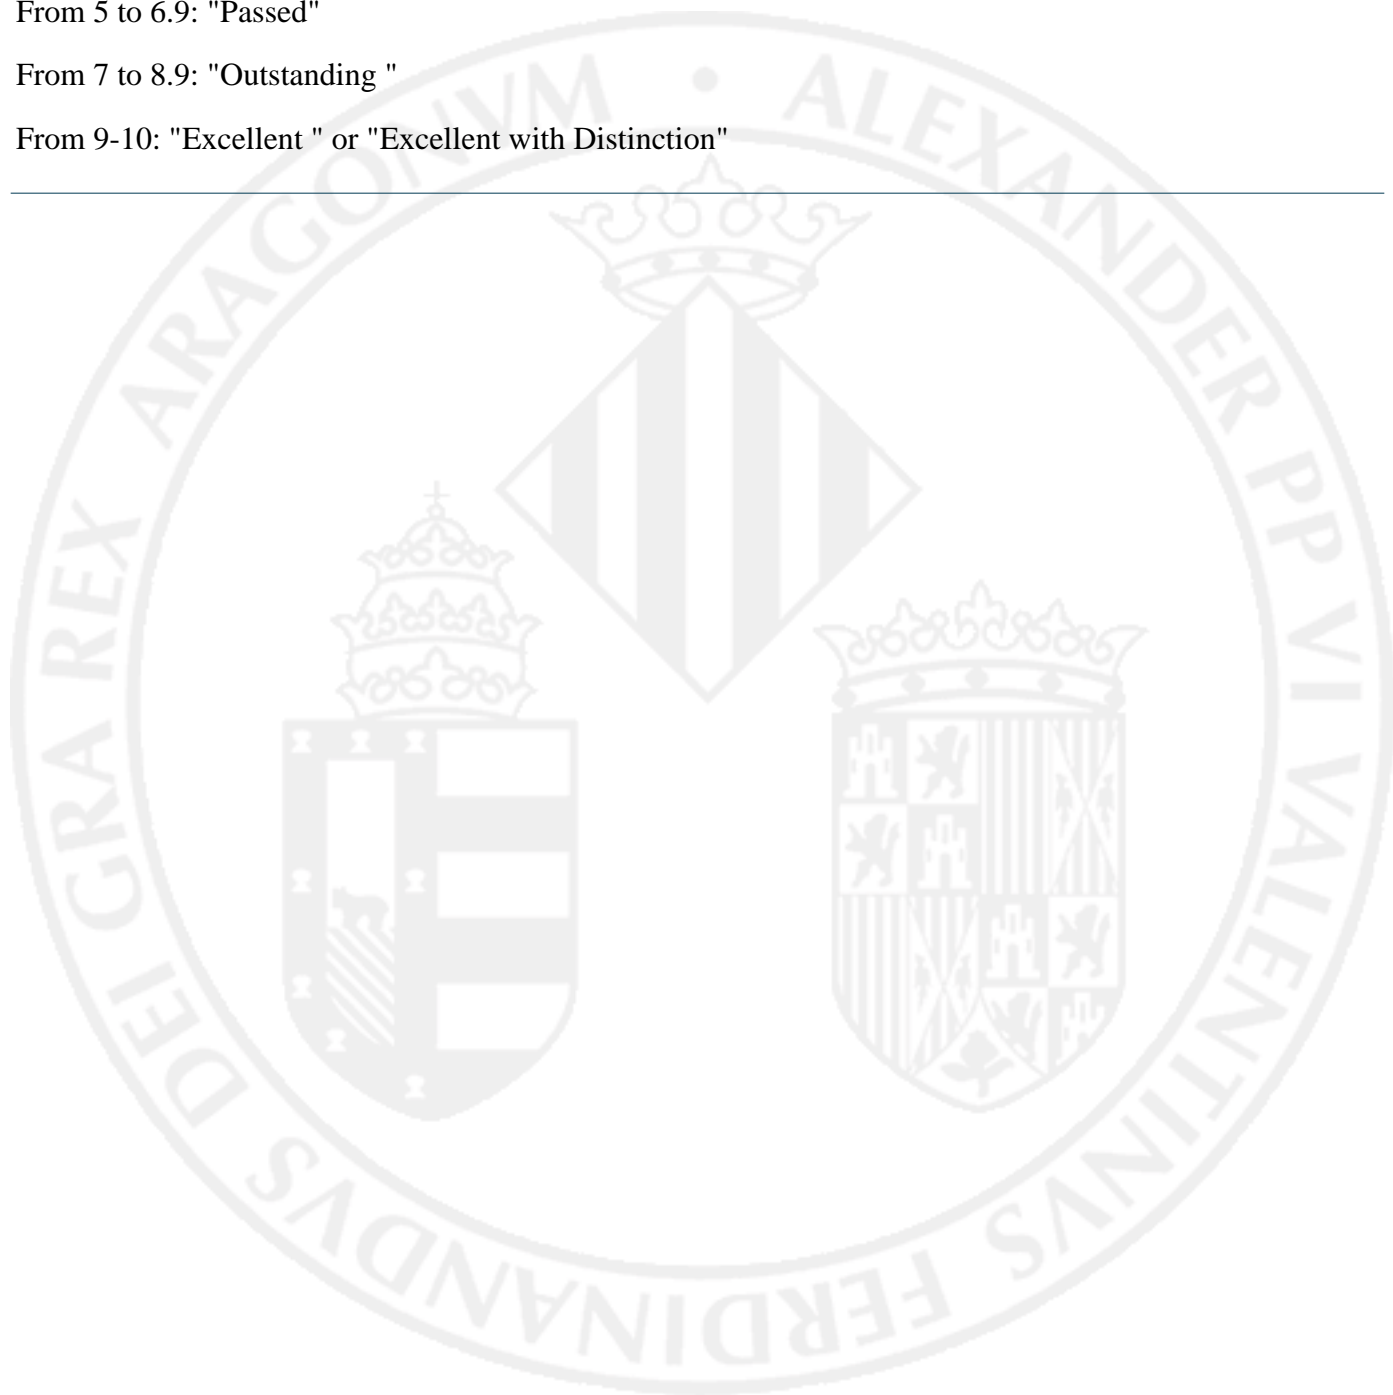 From 5 to 6.9: "Passed"
From 7 to 8.9: "Outstanding "
From 9-10: "Excellent " or "Excellent with Distinction"
ALEXANDER PP VI VALENTINVS FERDINANDVS DEI GRA REX ARAGONVM